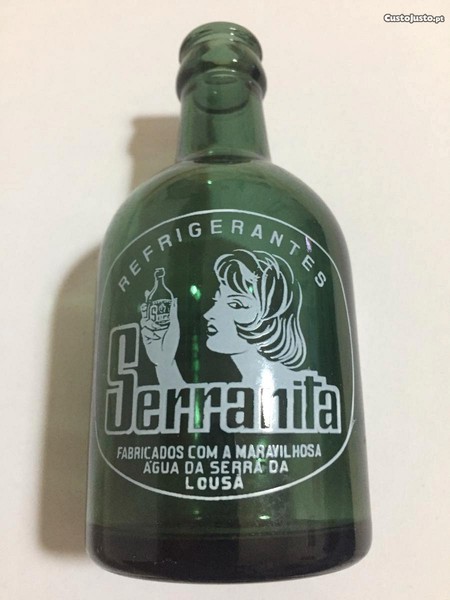 CustoJusto.pt
REFRIGERANTES
Serranita
FABRICADOS COM A MARAVILHOSA
ÁGUA DA SERRA DA
LOUSÃ